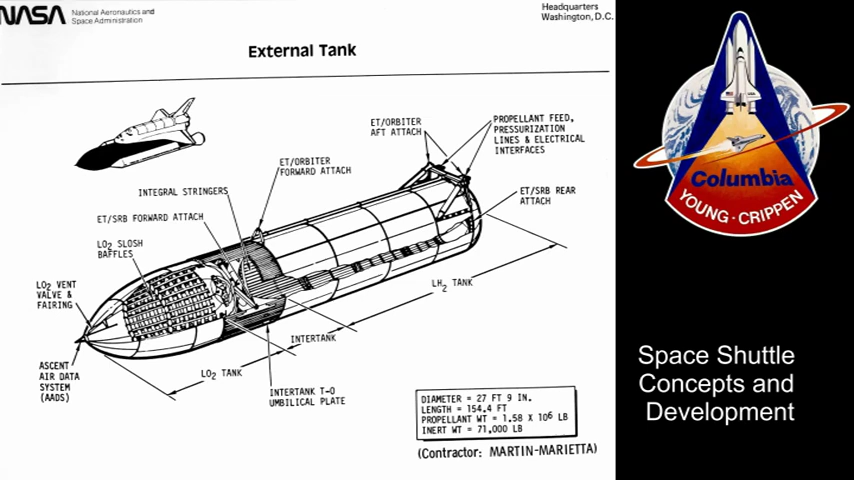 NASA National Aeronautics and
Space Administration
Headquarters
Washington, D.C.
External Tank
ET/ORBITER
AFT ATTACH
PROPELLANT FEED,
PRESSURIZATION
LINES & ELECTRICAL
INTERFACES
ET/ORBITER
FORWARD ATTACH
INTEGRAL STRINGERS
ET/SRB REAR
ATTACH
ET/SRB FORWARD ATTACH
LO2 SLOSH
BAFFLES
LO2 VENT
VALVE &
FAIRING
LH2 TANK
INTERTANK
LO2 TANK
ASCENT
AIR DATA
SYSTEM
(AADS)
INTERTANK T-O
UMBILICAL PLATE
DIAMETER = 27 FT 9 IN.
LENGTH = 154.4 FT
PROPELLANT WT = 1.58 X 10⁶ LB
INERT WT = 71,000 LB
(Contractor: MARTIN-MARIETTA)
USA
Columbia
YOUNG · CRIPPEN
Space Shuttle
Concepts and
Development